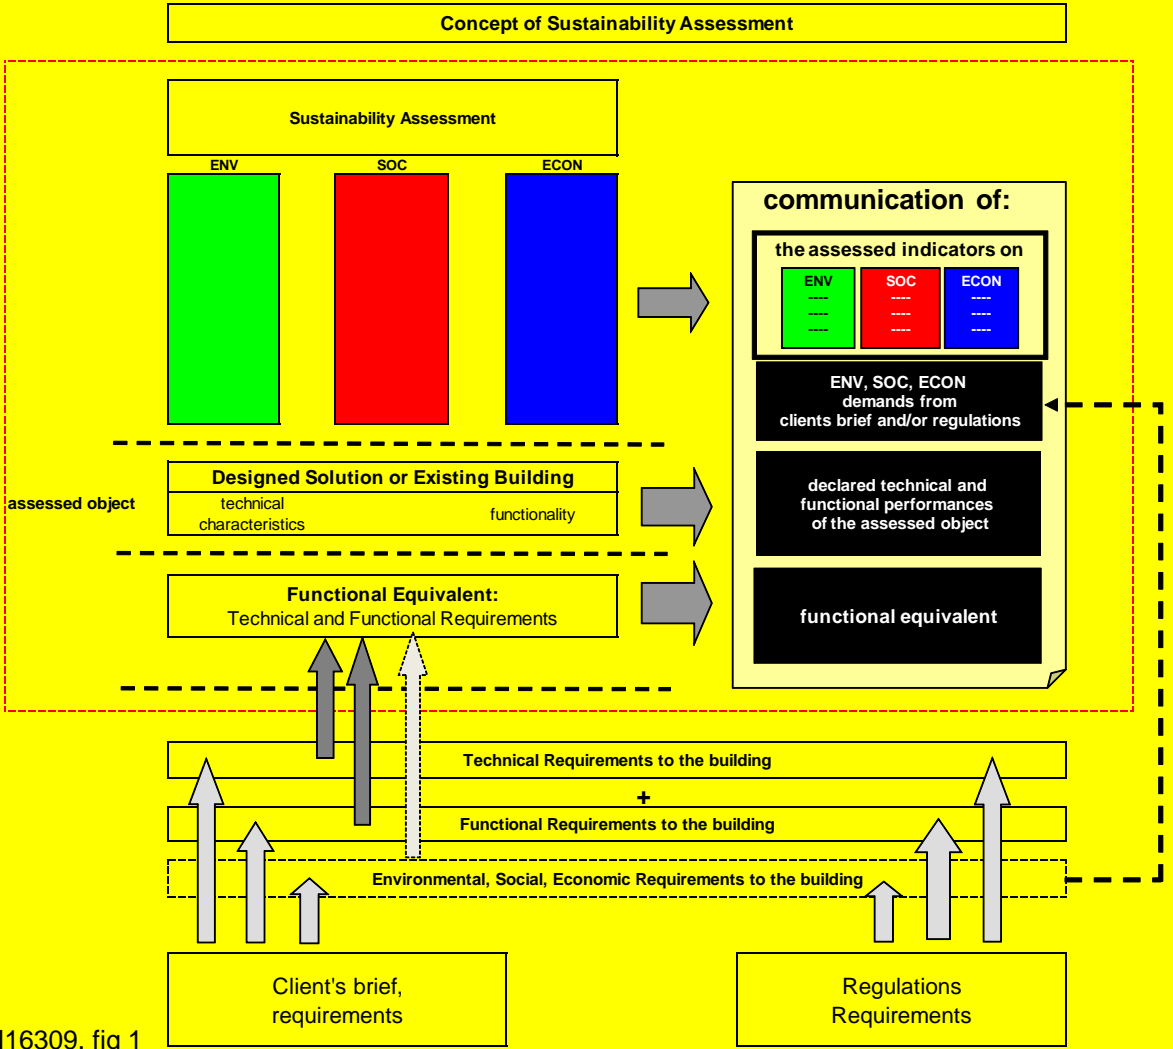 Concept of Sustainability Assessment
Sustainability Assessment
ENV SOC ECON
communication of:
the assessed indicators on
ENV SOC ECON
---- ---- ----
---- ---- ----
---- ---- ----
ENV, SOC, ECON
demands from
clients brief and/or regulations
assessed object
Designed Solution or Existing Building
technical
characteristics
functionality
declared technical and
functional performances
of the assessed object
Functional Equivalent:
Technical and Functional Requirements
functional equivalent
Technical Requirements to the building
+
Functional Requirements to the building
Environmental, Social, Economic Requirements to the building
Client's brief,
requirements
Regulations
Requirements
16309, fig 1